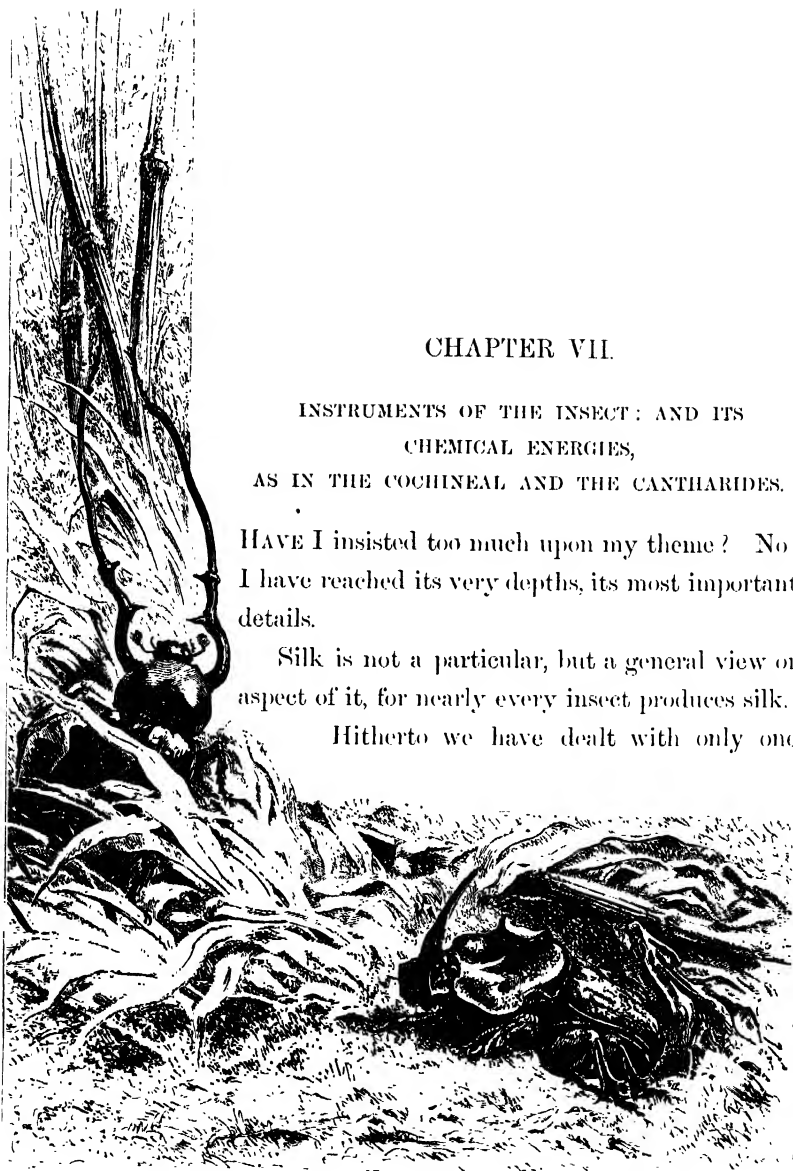 CHAPTER VII.
INSTRUMENTS OF THE INSECT: AND ITS
CHEMICAL ENERGIES,
AS IN THE COCHINEAL AND THE CANTHARIDES.
HAVE I insisted too much upon my theme? No
I have reached its very depths, its most important
details.
Silk is not a particular, but a general view or
aspect of it, for nearly every insect produces silk.
Hitherto we have dealt with only one